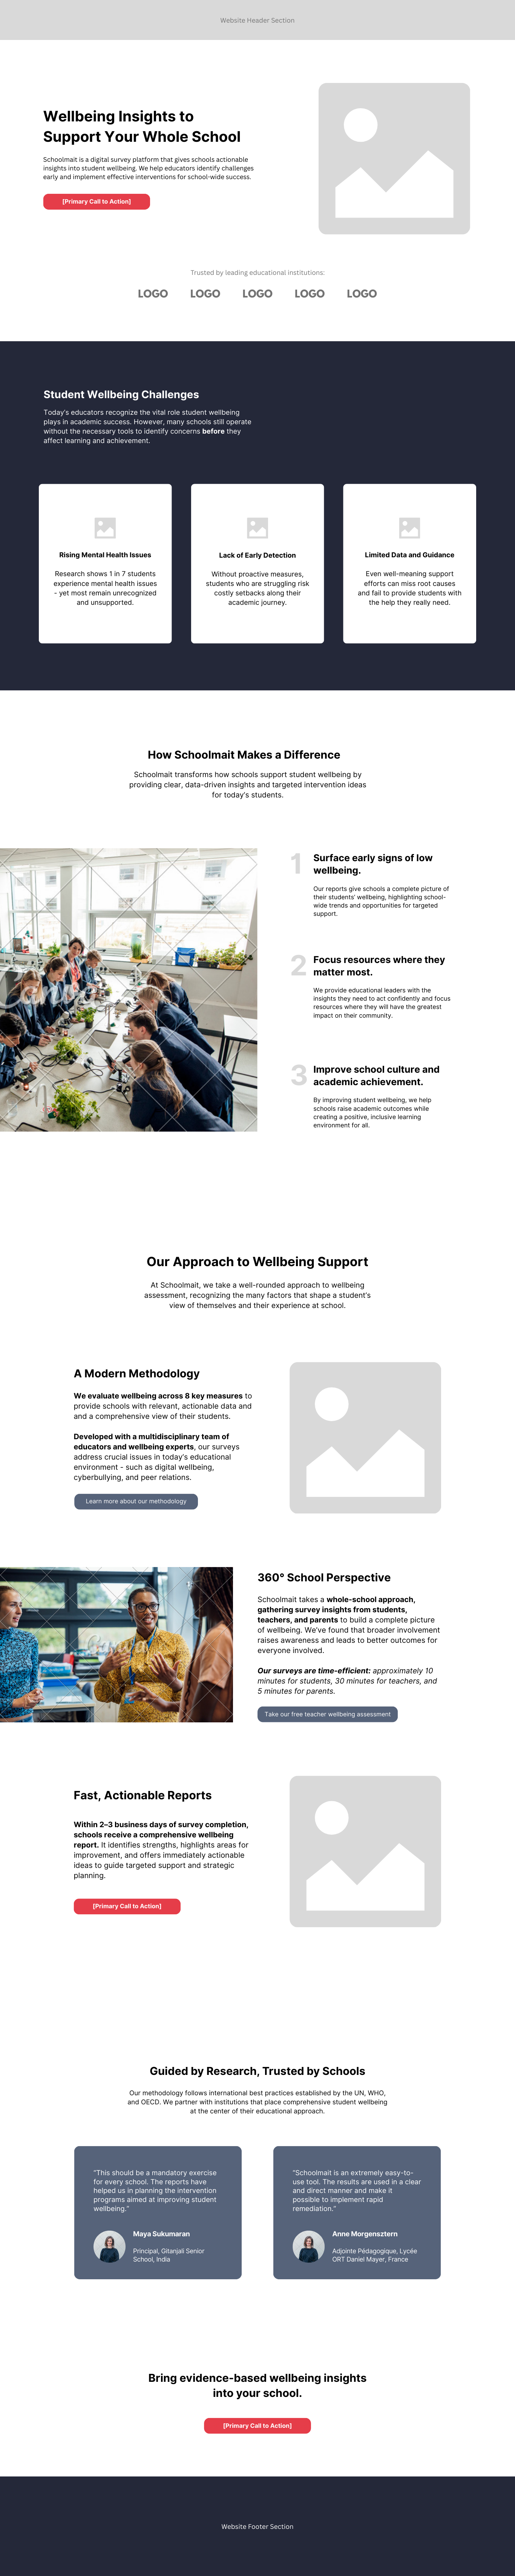 Website Header Section
Wellbeing Insights to
Support Your Whole School
Schoolmait is a digital survey platform that gives schools actionable
insights into student wellbeing. We help educators identify challenges
early and implement effective interventions for school-wide success.
[Primary Call to Action]
Trusted by leading educational institutions:
LOGO LOGO LOGO LOGO LOGO
Student Wellbeing Challenges
Today's educators recognize the vital role student wellbeing
plays in academic success. However, many schools still operate
without the necessary tools to identify concerns before they
affect learning and achievement.
Rising Mental Health Issues
Research shows 1 in 7 students
experience mental health issues
- yet most remain unrecognized
and unsupported.
Lack of Early Detection
Without proactive measures,
students who are struggling risk
costly setbacks along their
academic journey.
Limited Data and Guidance
Even well-meaning support
efforts can miss root causes
and fail to provide students with
the help they really need.
How Schoolmait Makes a Difference
Schoolmait transforms how schools support student wellbeing by
providing clear, data-driven insights and targeted intervention ideas
for today's students.
1
Surface early signs of low
wellbeing.
Our reports give schools a complete picture of
their students' wellbeing, highlighting school-
wide trends and opportunities for targeted
support.
2
Focus resources where they
matter most.
We provide educational leaders with the
insights they need to act confidently and focus
resources where they will have the greatest
impact on their community.
3
Improve school culture and
academic achievement.
By improving student wellbeing, we help
schools raise academic outcomes while
creating a positive, inclusive learning
environment for all.
Our Approach to Wellbeing Support
At Schoolmait, we take a well-rounded approach to wellbeing
assessment, recognizing the many factors that shape a student's
view of themselves and their experience at school.
A Modern Methodology
We evaluate wellbeing across 8 key measures to
provide schools with relevant, actionable data and
and a comprehensive view of their students.
Developed with a multidisciplinary team of
educators and wellbeing experts, our surveys
address crucial issues in today's educational
environment - such as digital wellbeing,
cyberbullying, and peer relations.
Learn more about our methodology
360° School Perspective
Schoolmait takes a whole-school approach,
gathering survey insights from students,
teachers, and parents to build a complete picture
of wellbeing. We've found that broader involvement
raises awareness and leads to better outcomes for
everyone involved.
Our surveys are time-efficient: approximately 10
minutes for students, 30 minutes for teachers, and
5 minutes for parents.
Take our free teacher wellbeing assessment
Fast, Actionable Reports
Within 2–3 business days of survey completion,
schools receive a comprehensive wellbeing
report. It identifies strengths, highlights areas for
improvement, and offers immediately actionable
ideas to guide targeted support and strategic
planning.
[Primary Call to Action]
Guided by Research, Trusted by Schools
Our methodology follows international best practices established by the UN, WHO,
and OECD. We partner with institutions that place comprehensive student wellbeing
at the center of their educational approach.
"This should be a mandatory exercise
for every school. The reports have
helped us in planning the intervention
programs aimed at improving student
wellbeing."
Maya Sukumaran
Principal, Gitanjali Senior
School, India
"Schoolmait is an extremely easy-to-
use tool. The results are used in a clear
and direct manner and make it
possible to implement rapid
remediation."
Anne Morgensztern
Adjointe Pédagogique, Lycée
ORT Daniel Mayer, France
Bring evidence-based wellbeing insights
into your school.
[Primary Call to Action]
Website Footer Section